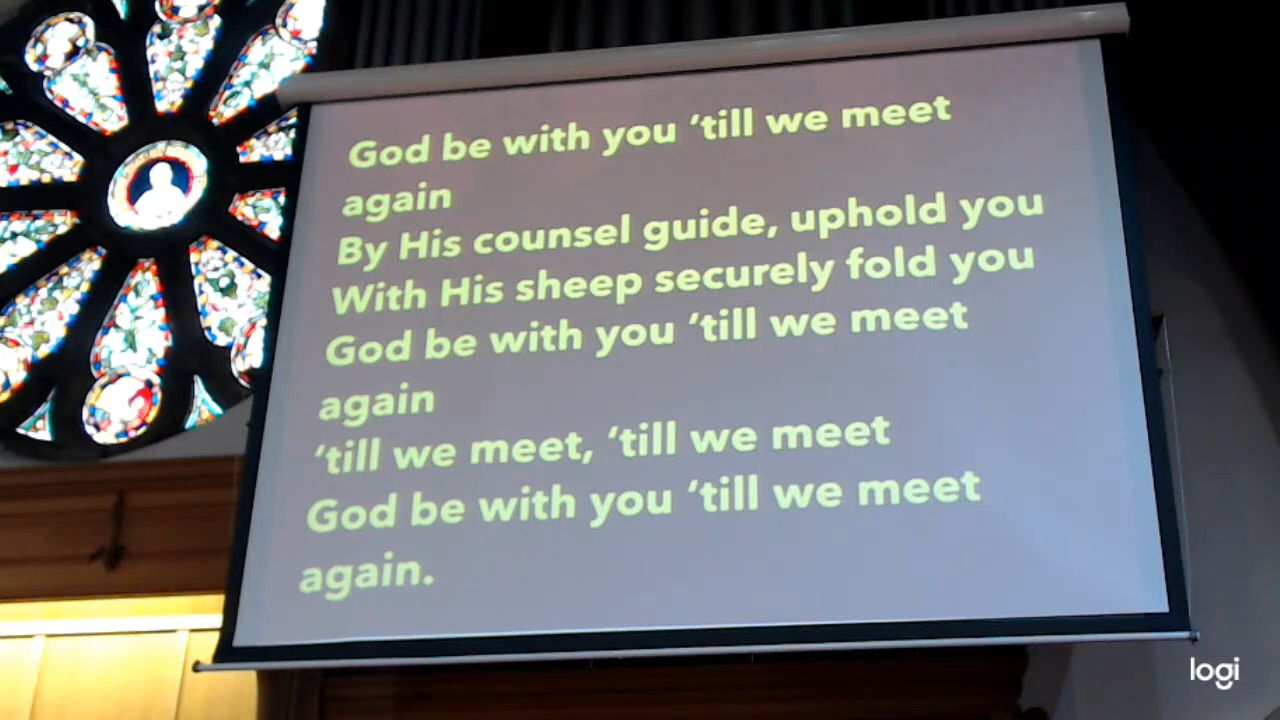 God be with you ‘till we meet
again
By His counsel guide, uphold you
With His sheep securely fold you
God be with you ‘till we meet
again
‘till we meet, ‘till we meet
God be with you ‘till we meet
again.
logi